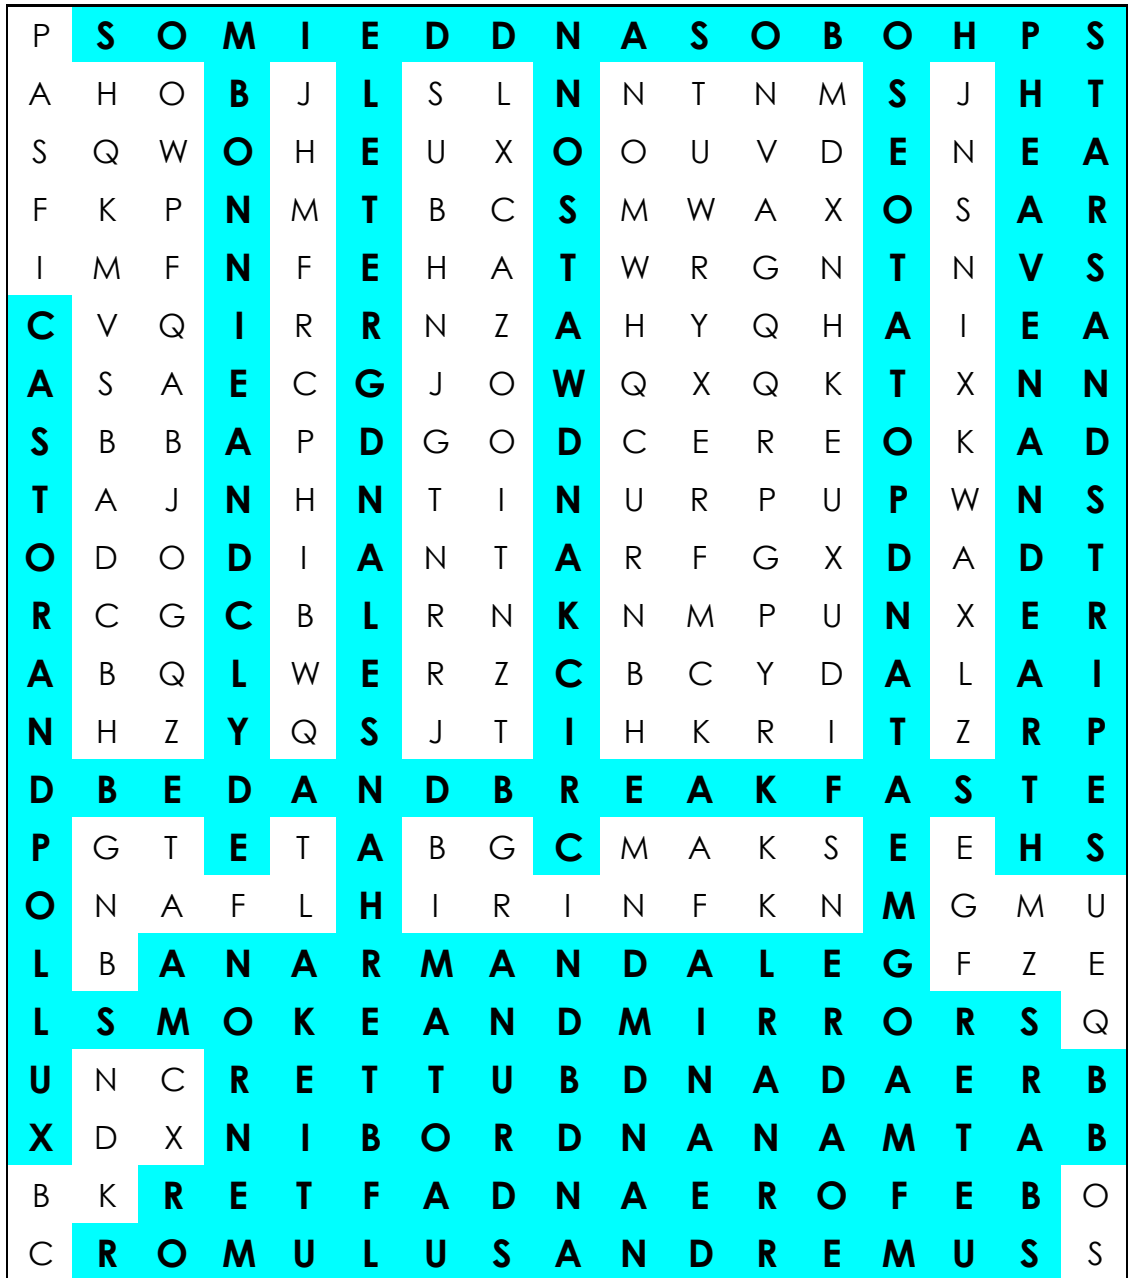 P S O M I E D D N A S O B O H P S
A H O B J L S L N N T N M S J H T
S Q W O H E U X O O U V D E N E A
F K P N M T B C S M W A X O S A R
I M F N F E H A T W R G N T N V S
C V Q I R R N Z A H Y Q H A I E A
A S A E C G J O W Q X Q K T X N N
S B B A P D G O D C E R E O K A D
T A J N H N T I N U R P U P W N S
O D O D I A N T A R F G X D A D T
R C G C B L R N K N M P U N X E R
A B Q L W E R Z C B C Y D A L A I
N H Z Y Q S J T I H K R I T Z R P
D B E D A N D B R E A K F A S T E
P G T E T A B G C M A K S E E H S
O N A F L H I R I N F K N M G M U
L B A N A R M A N D A L E G F Z E
L S M O K E A N D M I R R O R S Q
U N C R E T T U B D N A D A E R B
X D X N I B O R D N A N A M T A B
B K R E T F A D N A E R O F E B O
C R O M U L U S A N D R E M U S S